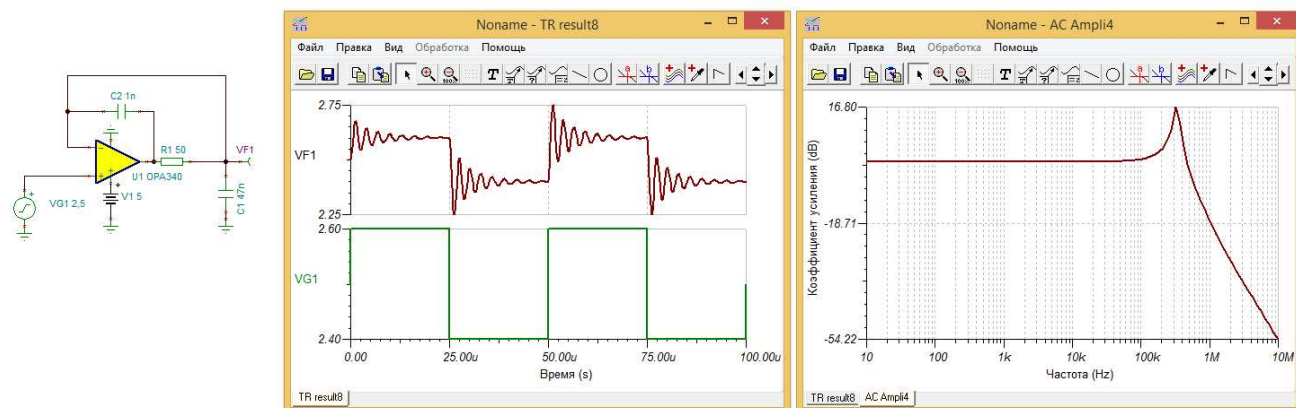 C2 1n
R1 50
VF1
U1 OPA340
V1 5
VG1 2,5
C1 47n
Noname - TR result8
Файл Правка Вид Обработка Помощь
2.75
VF1
2.25
2.60
VG1
2.40
0.00 25.00u 50.00u 75.00u 100.00u
Время (s)
TR result8
Noname - AC Ampli4
Файл Правка Вид Обработка Помощь
16.80
Коэффициент усиления (dB)
-18.71
-54.22
10 100 1k 10k 100k 1M 10M
Частота (Hz)
TR result8 AC Ampli4